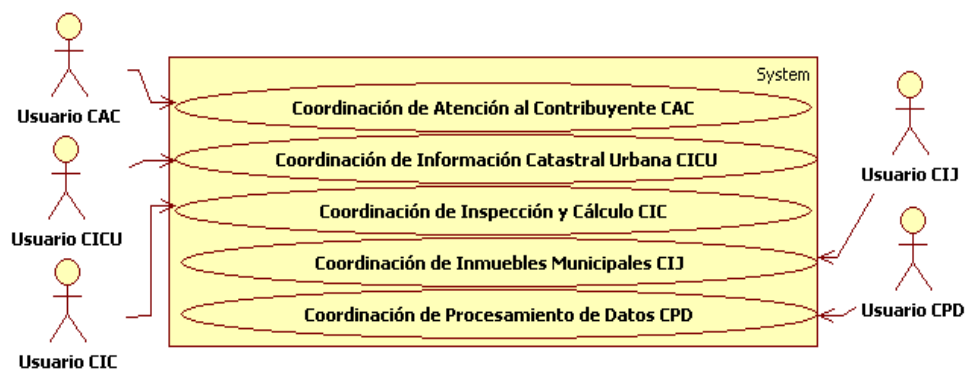 System
Usuario CAC
Coordinación de Atención al Contribuyente CAC
Coordinación de Información Catastral Urbana CICU
Usuario CIJ
Usuario CICU
Coordinación de Inspección y Cálculo CIC
Coordinación de Inmuebles Municipales CIJ
Coordinación de Procesamiento de Datos CPD
Usuario CPD
Usuario CIC